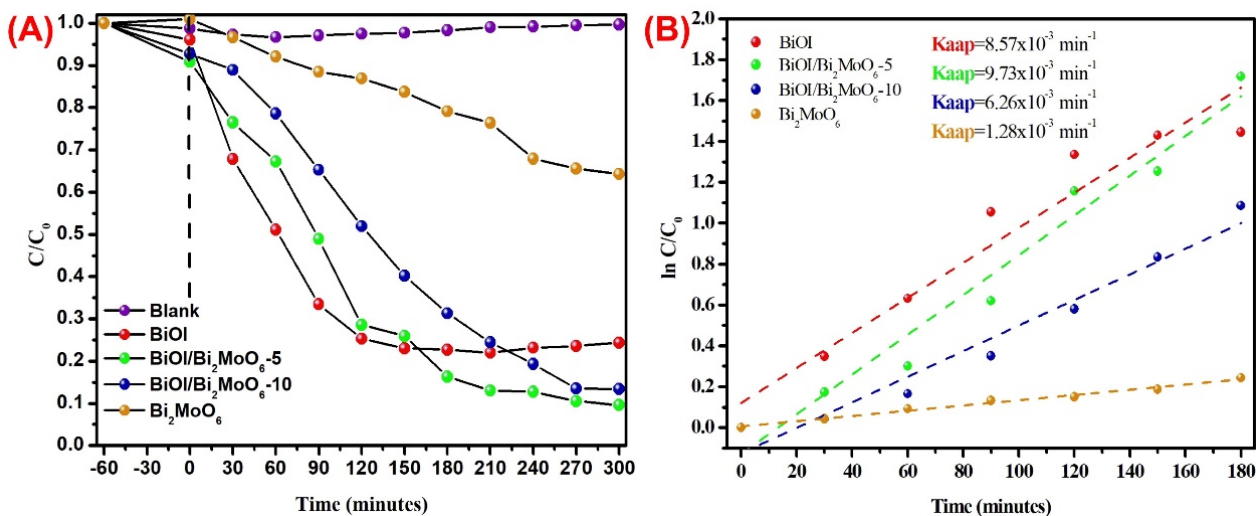 (A)
1.0
0.9
0.8
0.7
0.6
0.5
0.4
0.3
0.2
0.1
0.0
C/C₀
Blank
BiOI
BiOI/Bi₂MoO₆-5
BiOI/Bi₂MoO₆-10
Bi₂MoO₆
-60 -30 0 30 60 90 120 150 180 210 240 270 300
Time (minutes)
(B)
2.0
1.8
1.6
1.4
1.2
1.0
0.8
0.6
0.4
0.2
0.0
ln C/C₀
BiOI
BiOI/Bi₂MoO₆-5
BiOI/Bi₂MoO₆-10
Bi₂MoO₆
Kaap=8.57x10⁻³ min⁻¹
Kaap=9.73x10⁻³ min⁻¹
Kaap=6.26x10⁻³ min⁻¹
Kaap=1.28x10⁻³ min⁻¹
0 20 40 60 80 100 120 140 160 180
Time (minutes)